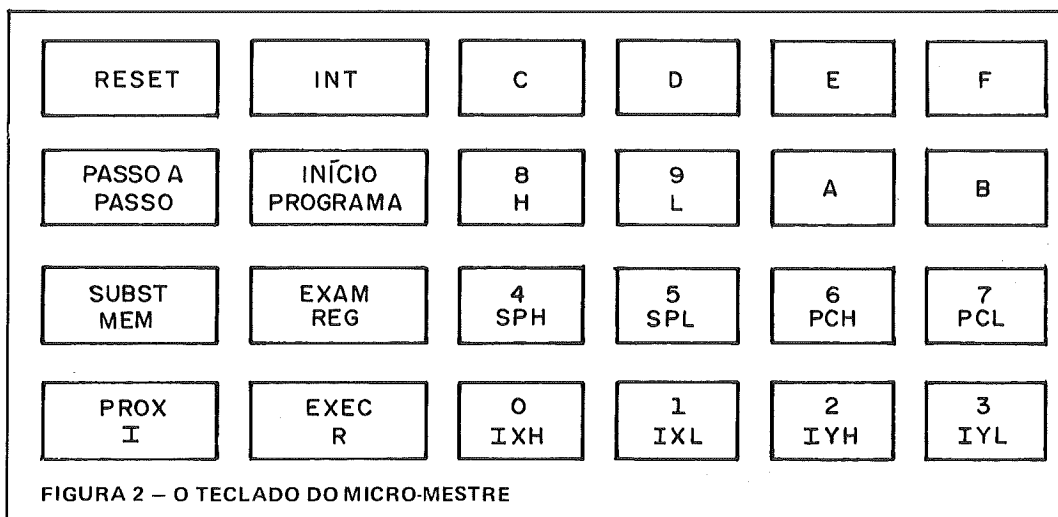 RESET INT C D E F
PASSO A INÍCIO 8 9 A B
PASSO PROGRAMA H L
SUBST EXAM 4 5 6 7
MEM REG SPH SPL PCH PCL
PROX EXEC 0 1 2 3
I R IXH IXL IYH IYL
FIGURA 2 — O TECLADO DO MICRO-MESTRE